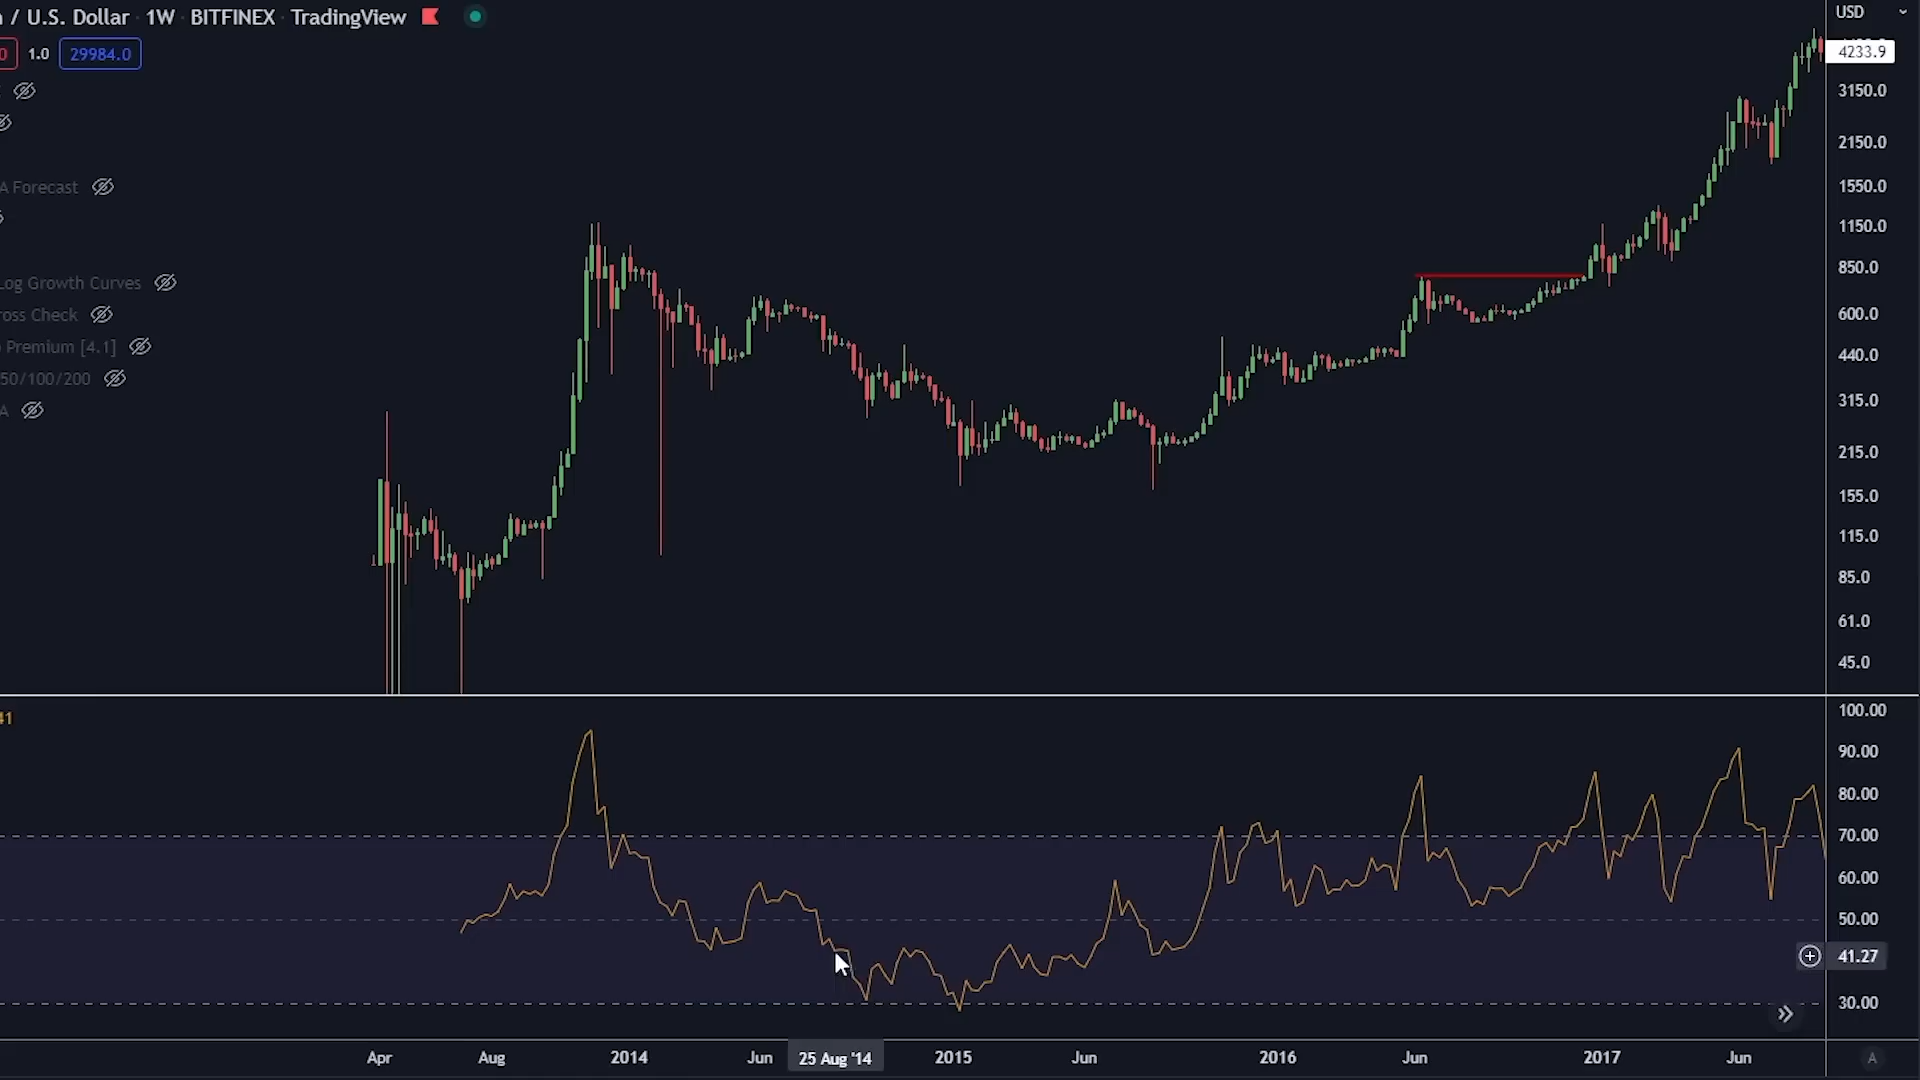 / U.S. Dollar · 1W · BITFINEX · TradingView
0 1.0 29984.0
A Forecast
Log Growth Curves
ross Check
Premium [4.1]
50/100/200
A
USD
4233.9
3150.0
2150.0
1550.0
1150.0
850.0
600.0
440.0
315.0
215.0
155.0
115.0
85.0
61.0
45.0
41
100.00
90.00
80.00
70.00
60.00
50.00
41.27
30.00
Apr Aug 2014 Jun 25 Aug '14 2015 Jun 2016 Jun 2017 Jun A